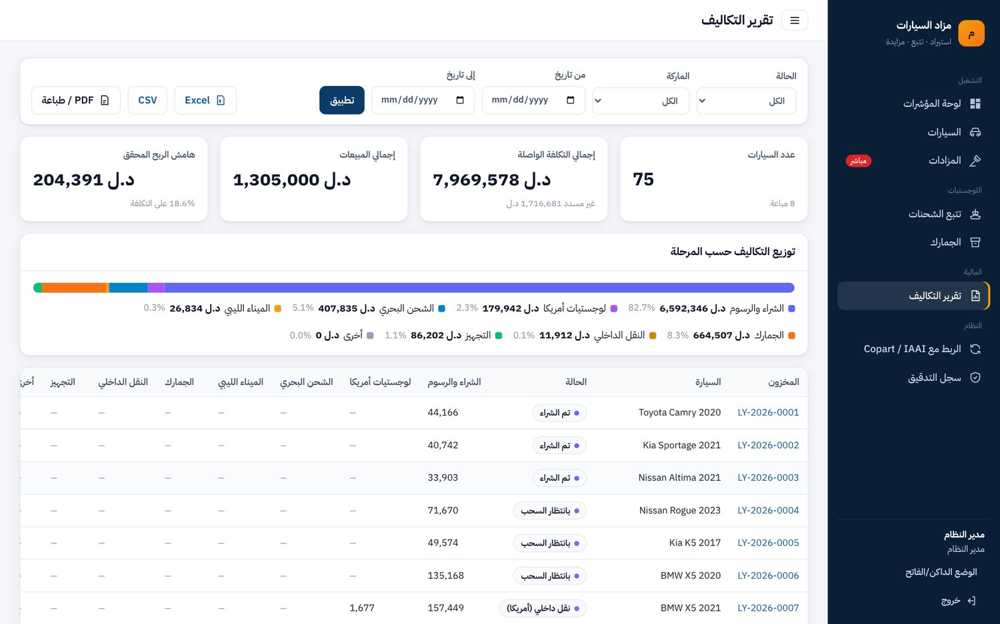 م
مزاد السيارات
استيراد · تتبع · مزايدة
التشغيل
لوحة المؤشرات
السيارات
المزادات
مباشر
اللوجستيات
تتبع الشحنات
الجمارك
المالية
تقرير التكاليف
النظام
الربط مع Copart / IAAI
سجل التدقيق
مدير النظام
مدير النظام
الوضع الداكن/الفاتح
خروج
تقرير التكاليف
الحالة الماركة من تاريخ إلى تاريخ
الكل الكل mm/dd/yyyy mm/dd/yyyy تطبيق Excel CSV PDF / طباعة
عدد السيارات
75
8 مباعة
إجمالي التكلفة الواصلة
7,969,578 د.ل
غير مسدد 1,716,681 د.ل
إجمالي المبيعات
1,305,000 د.ل
هامش الربح المحقق
204,391 د.ل
18.6% على التكلفة
توزيع التكاليف حسب المرحلة
الشراء والرسوم 6,592,346 د.ل 82.7% لوجستيات أمريكا 179,942 د.ل 2.3% الشحن البحري 407,835 د.ل 5.1% الميناء الليبي 26,834 د.ل 0.3%
الجمارك 664,507 د.ل 8.3% النقل الداخلي 11,912 د.ل 0.1% التجهيز 86,202 د.ل 1.1% أخرى 0 د.ل 0.0%
المخزون السيارة الحالة الشراء والرسوم لوجستيات أمريكا الشحن البحري الميناء الليبي الجمارك النقل الداخلي التجهيز أخرى
LY-2026-0001 Toyota Camry 2020 تم الشراء 44,166 — — — — — — —
LY-2026-0002 Kia Sportage 2021 تم الشراء 40,742 — — — — — — —
LY-2026-0003 Nissan Altima 2021 تم الشراء 33,903 — — — — — — —
LY-2026-0004 Nissan Rogue 2023 بانتظار السحب 71,670 — — — — — — —
LY-2026-0005 Kia K5 2017 بانتظار السحب 49,574 — — — — — — —
LY-2026-0006 BMW X5 2020 بانتظار السحب 135,168 — — — — — — —
LY-2026-0007 BMW X5 2021 نقل داخلي (أمريكا) 157,449 1,677 — — — — — —